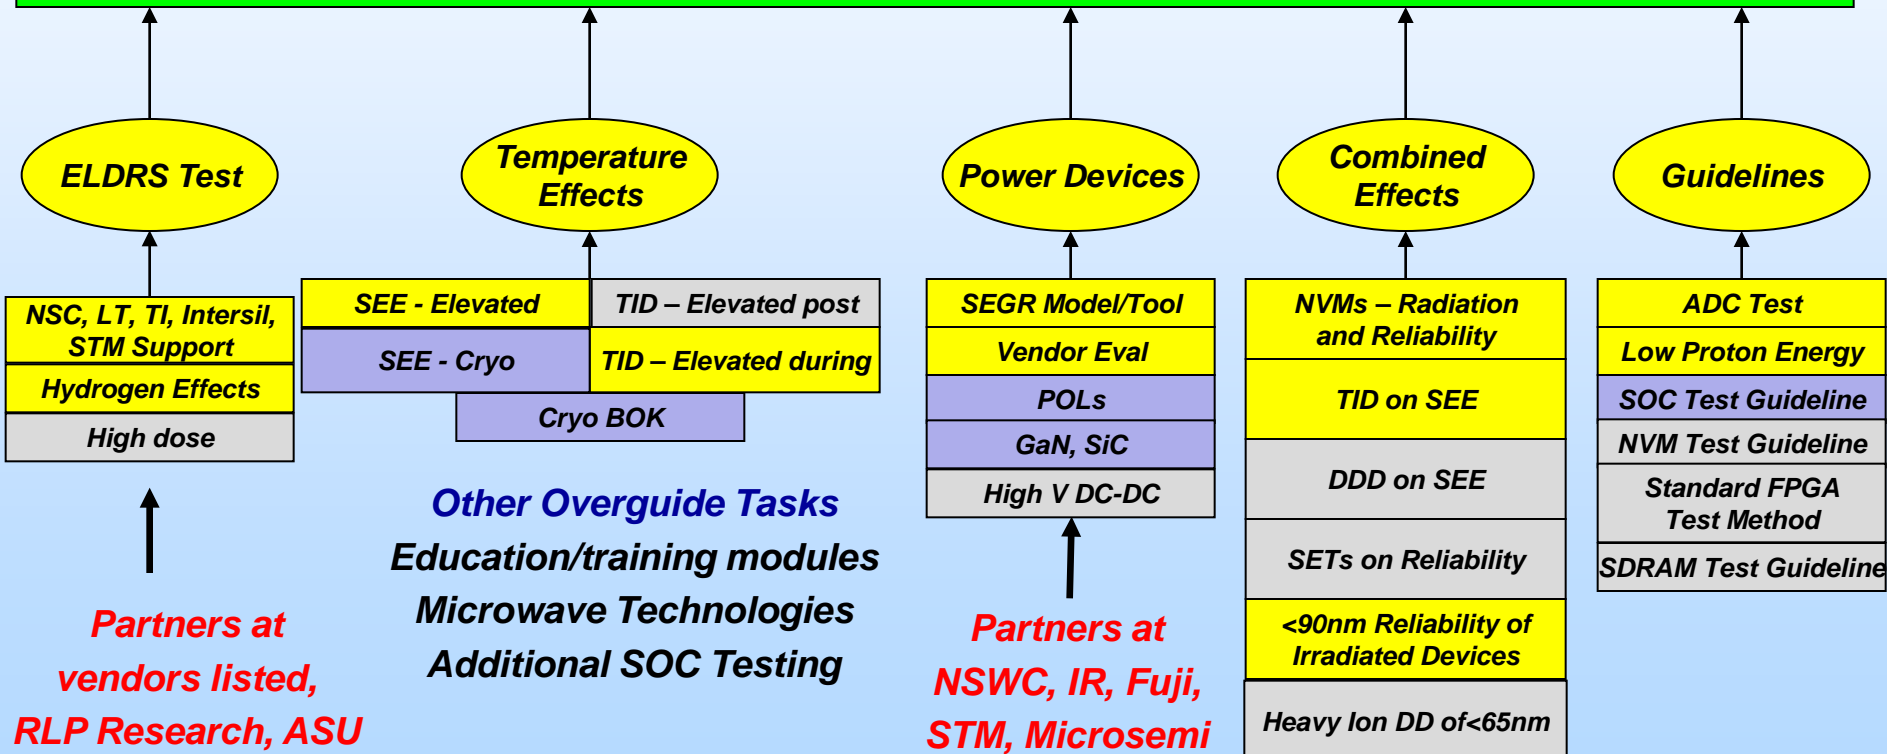 ELDRS Test
Temperature
Effects
Power Devices
Combined
Effects
Guidelines
NSC, LT, TI, Intersil,
STM Support
Hydrogen Effects
High dose
SEE - Elevated
TID – Elevated post
SEE - Cryo
TID – Elevated during
Cryo BOK
SEGR Model/Tool
Vendor Eval
POLs
GaN, SiC
High V DC-DC
NVMs – Radiation
and Reliability
TID on SEE
DDD on SEE
SETs on Reliability
<90nm Reliability of
Irradiated Devices
Heavy Ion DD of<65nm
ADC Test
Low Proton Energy
SOC Test Guideline
NVM Test Guideline
Standard FPGA
Test Method
SDRAM Test Guideline
Partners at
vendors listed,
RLP Research, ASU
Other Overguide Tasks
Education/training modules
Microwave Technologies
Additional SOC Testing
Partners at
NSWC, IR, Fuji,
STM, Microsemi